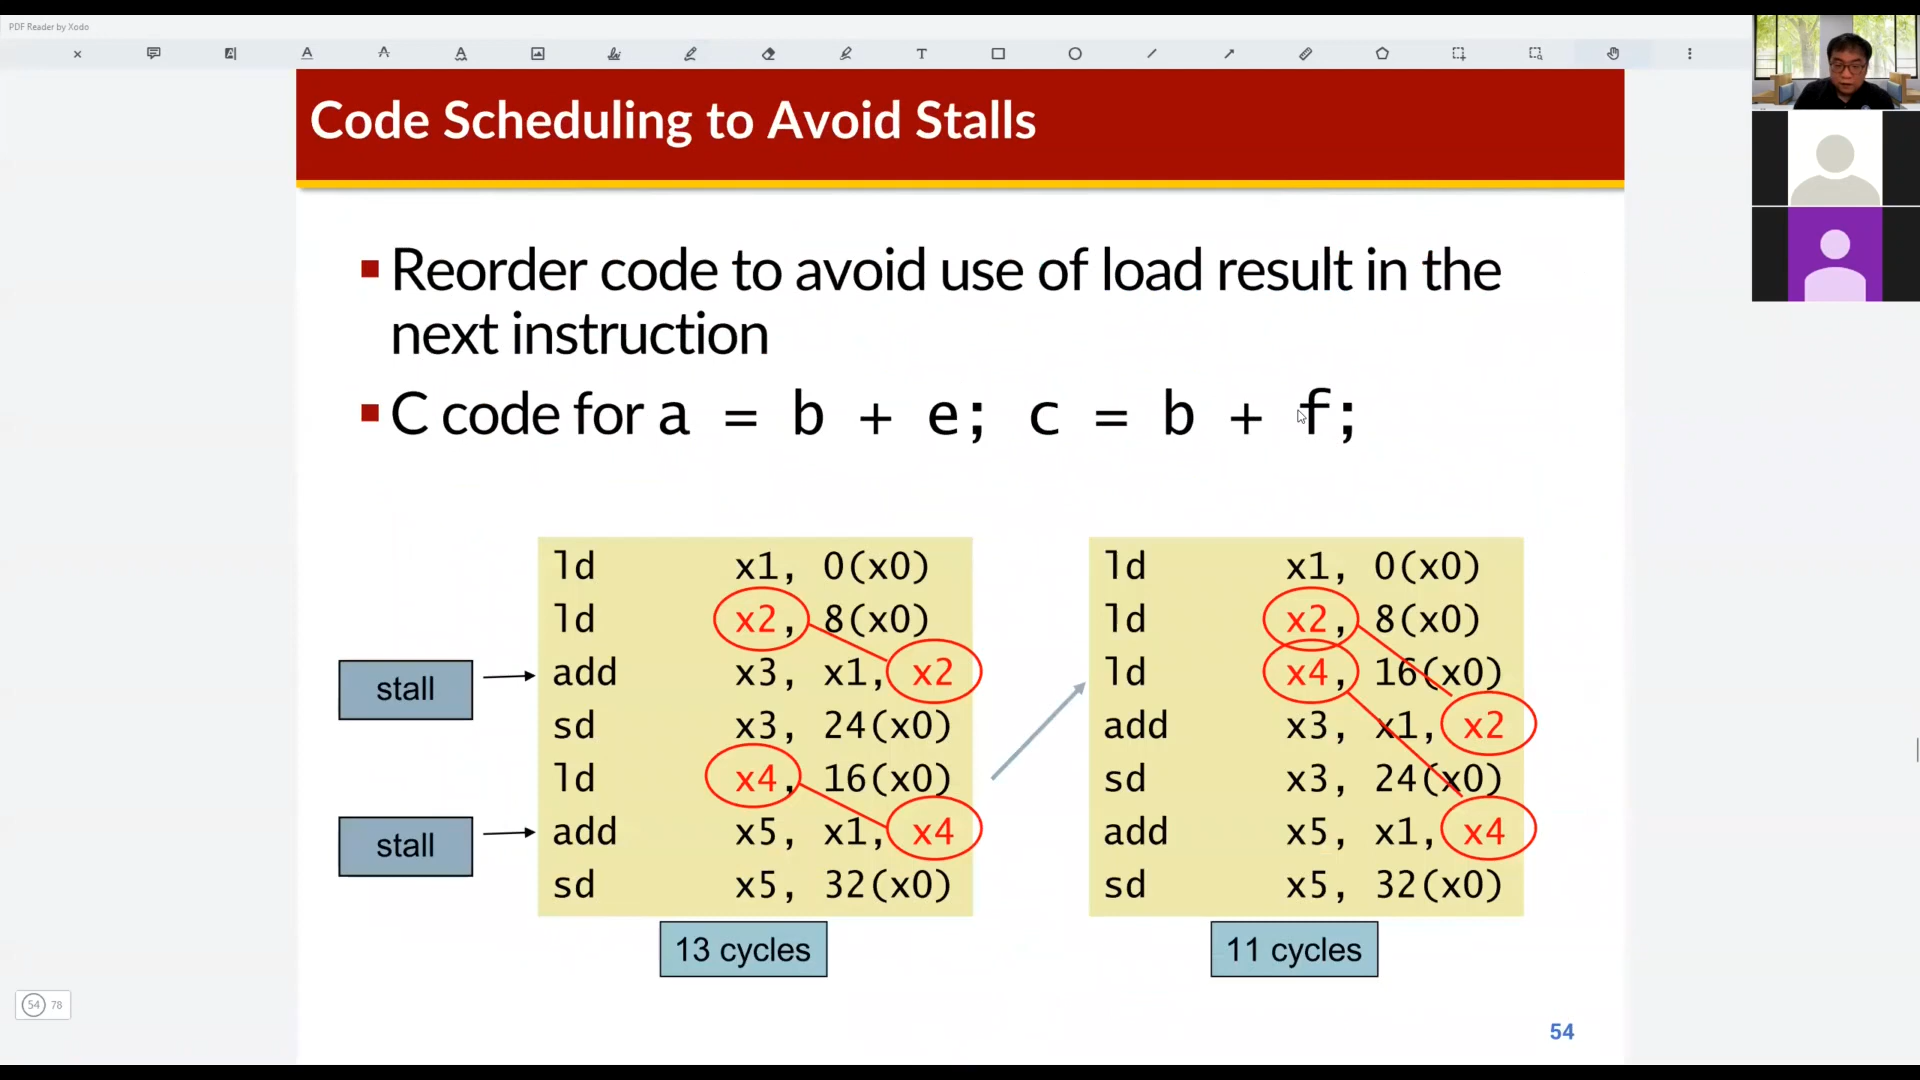 PDF Reader by Xodo
Code Scheduling to Avoid Stalls
Reorder code to avoid use of load result in the
next instruction
C code for a = b + e; c = b + f;
ld x1, 0(x0)
ld x2, 8(x0)
stall
add x3, x1, x2
sd x3, 24(x0)
ld x4, 16(x0)
stall
add x5, x1, x4
sd x5, 32(x0)
13 cycles
ld x1, 0(x0)
ld x2, 8(x0)
ld x4, 16(x0)
add x3, x1, x2
sd x3, 24(x0)
add x5, x1, x4
sd x5, 32(x0)
11 cycles
54 78
54